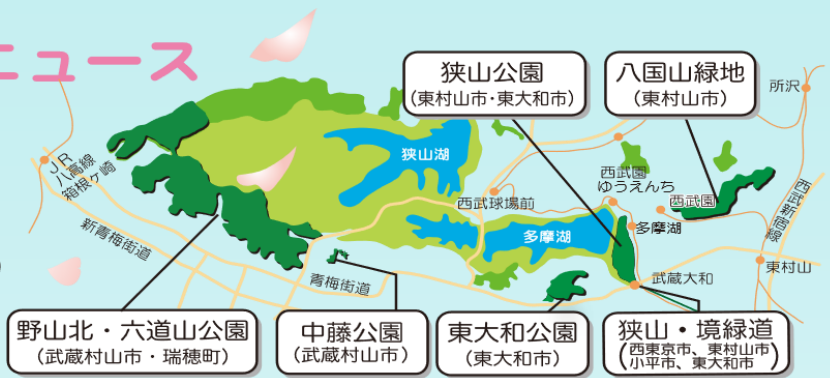 ニュース
狭山公園
(東村山市・東大和市)
八国山緑地
(東村山市)
所沢
JR
八高線
箱根ケ崎
狭山湖
西武園
ゆうえんち
西武球場前
西武園
西武新宿線
新青梅街道
多摩湖
多摩湖
東村山
青梅街道
武蔵大和
野山北・六道山公園
(武蔵村山市・瑞穂町)
中藤公園
(武蔵村山市)
東大和公園
(東大和市)
狭山・境緑道
(西東京市、東村山市
小平市、東大和市)